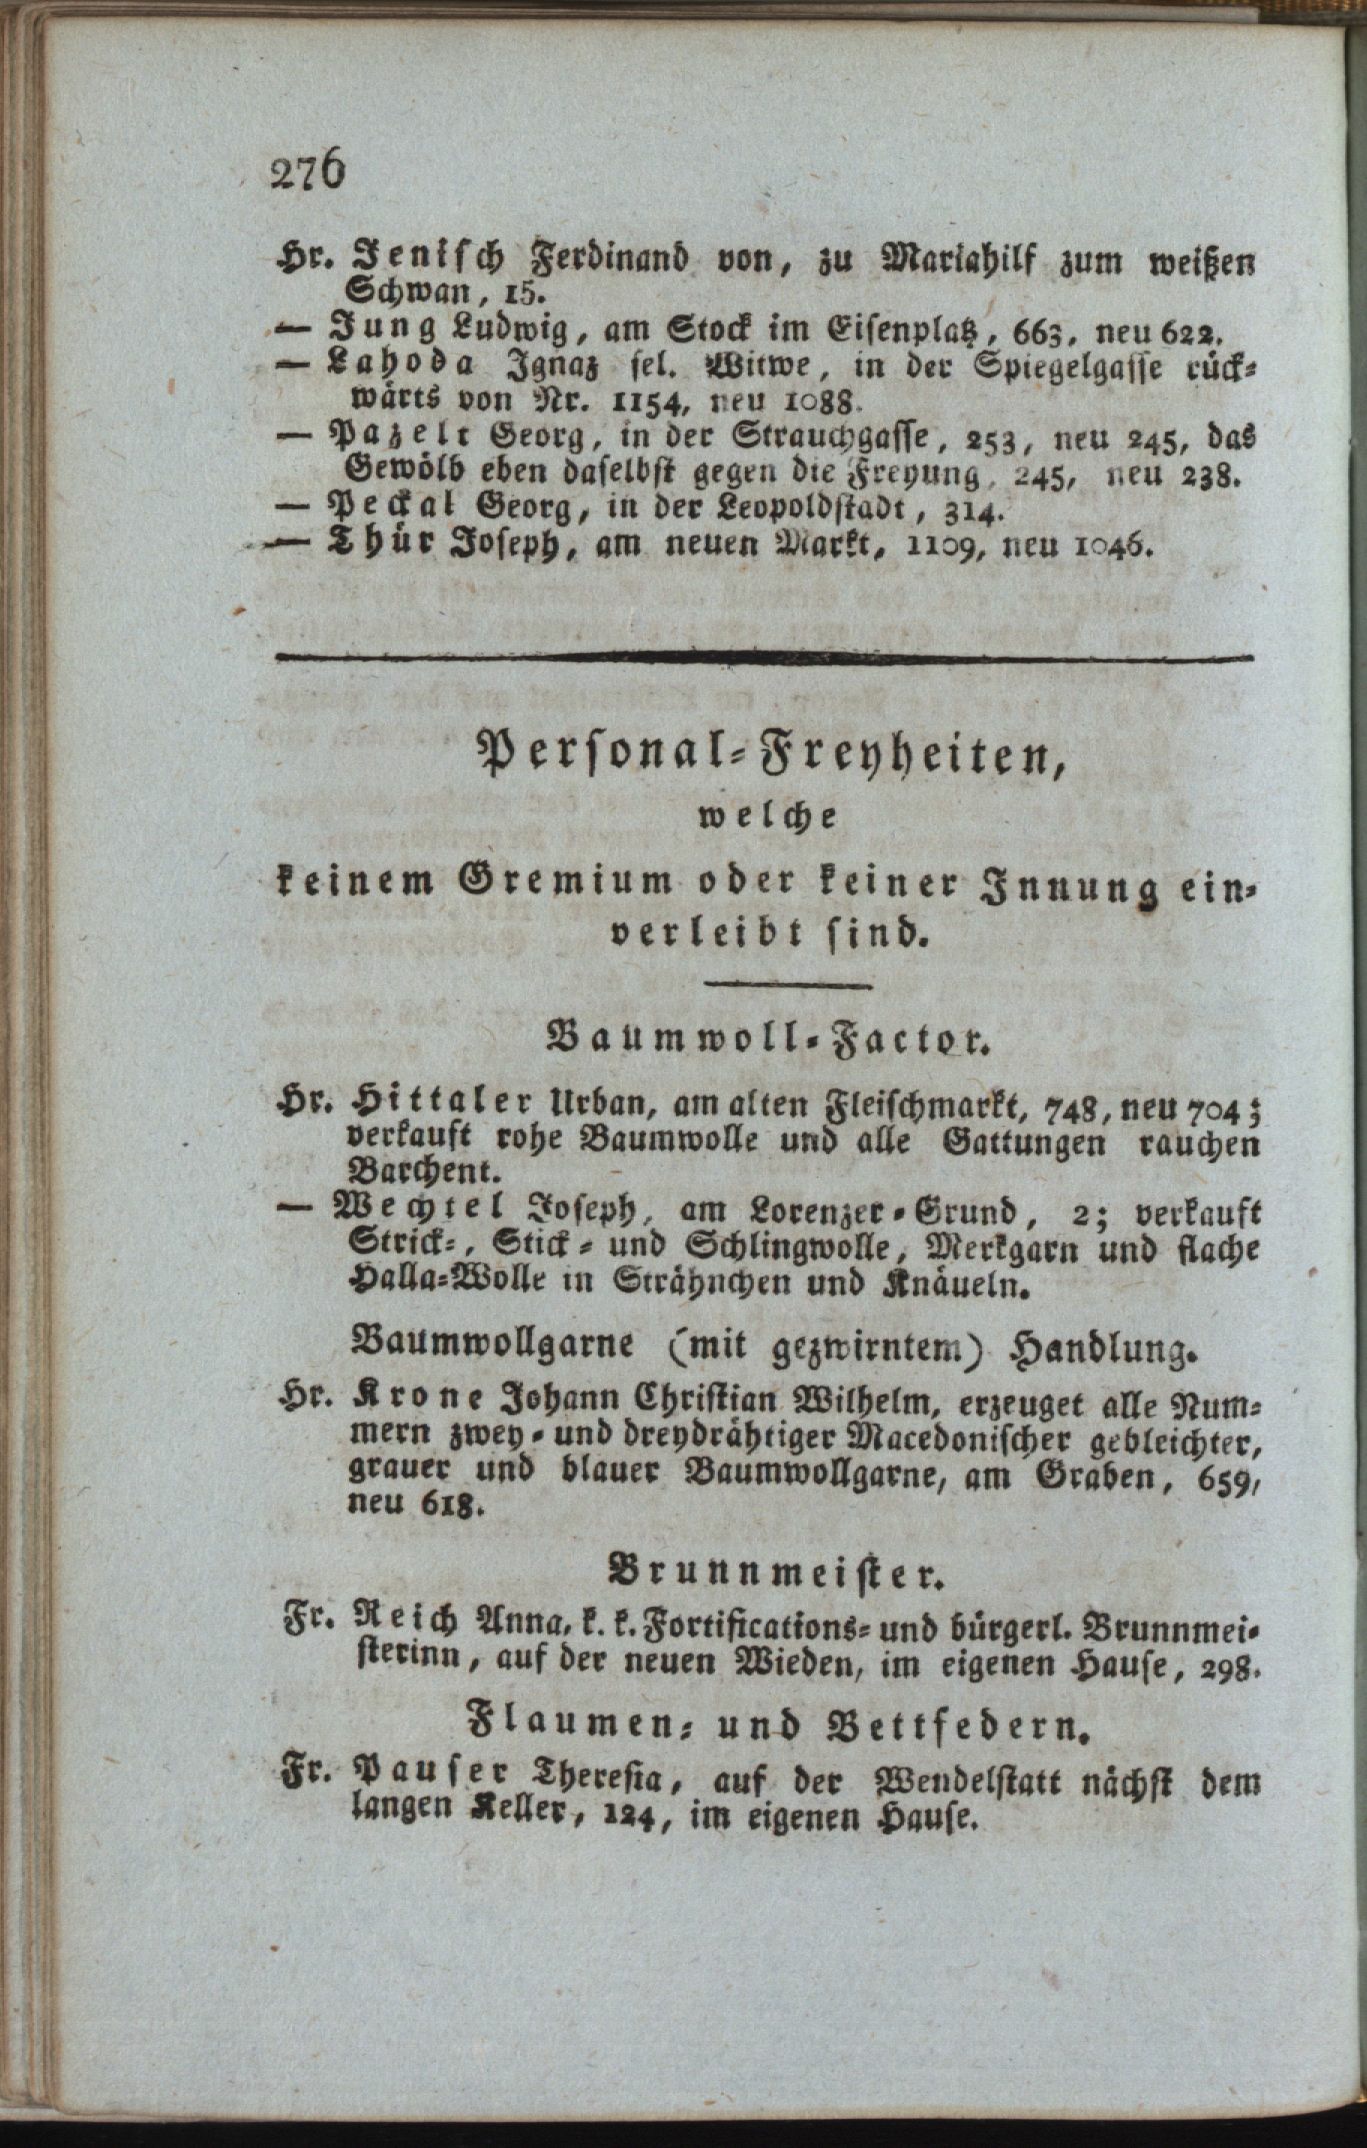 276
Hr. Jenisch Ferdinand von, zu Mariahilf zum weißen
Schwan, 15.
— Jung Ludwig, am Stock im Eisenplatz, 663, neu 622.
— Lahoda Ignaz sel. Witwe, in der Spiegelgasse rück-
wärts von Nr. 1154, neu 1088.
— Pazelt Georg, in der Strauchgasse, 253, neu 245, das
Gewölb eben daselbst gegen die Freyung, 245, neu 238.
— Peckal Georg, in der Leopoldstadt, 314.
— Thür Joseph, am neuen Markt, 1109, neu 1046.
Personal-Freyheiten,
welche
keinem Gremium oder keiner Innung ein-
verleibt sind.
Baumwoll-Factor.
Hr. Hittaler Urban, am alten Fleischmarkt, 748, neu 704;
verkauft rohe Baumwolle und alle Gattungen rauchen
Barchent.
— Wechtel Joseph, am Lorenzer-Grund, 2; verkauft
Strick-, Stick- und Schlingwolle, Merkgarn und flache
Halla-Wolle in Strähnchen und Knäueln.
Baumwollgarne (mit gezwirntem) Handlung.
Hr. Krone Johann Christian Wilhelm, erzeuget alle Num-
mern zwey- und dreydrähtiger Macedonischer gebleichter,
grauer und blauer Baumwollgarne, am Graben, 659,
neu 618.
Brunnmeister.
Fr. Reich Anna, k. k. Fortifications- und bürgerl. Brunnmei-
sterinn, auf der neuen Wieden, im eigenen Hause, 298.
Flaumen- und Bettfedern.
Fr. Pauser Theresia, auf der Wendelstatt nächst dem
langen Keller, 124, im eigenen Hause.